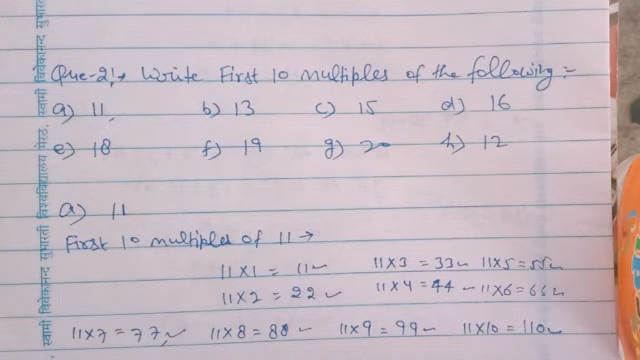 Que-2:→ Write First 10 multiples of the following:-
a) 11, b) 13 c) 15 d) 16
e) 18 f) 19 g) 20 h) 12
a) 11
First 10 multiples of 11 →
11×1 = 11 11×3 = 33 11×5 = 55
11×2 = 22 11×4 = 44 11×6 = 66
11×7 = 77, 11×8 = 88 11×9 = 99 11×10 = 110
स्वामी विवेकानन्द सुभारती विश्वविद्यालय मेरठ, स्वामी विवेकानन्द सुभारती